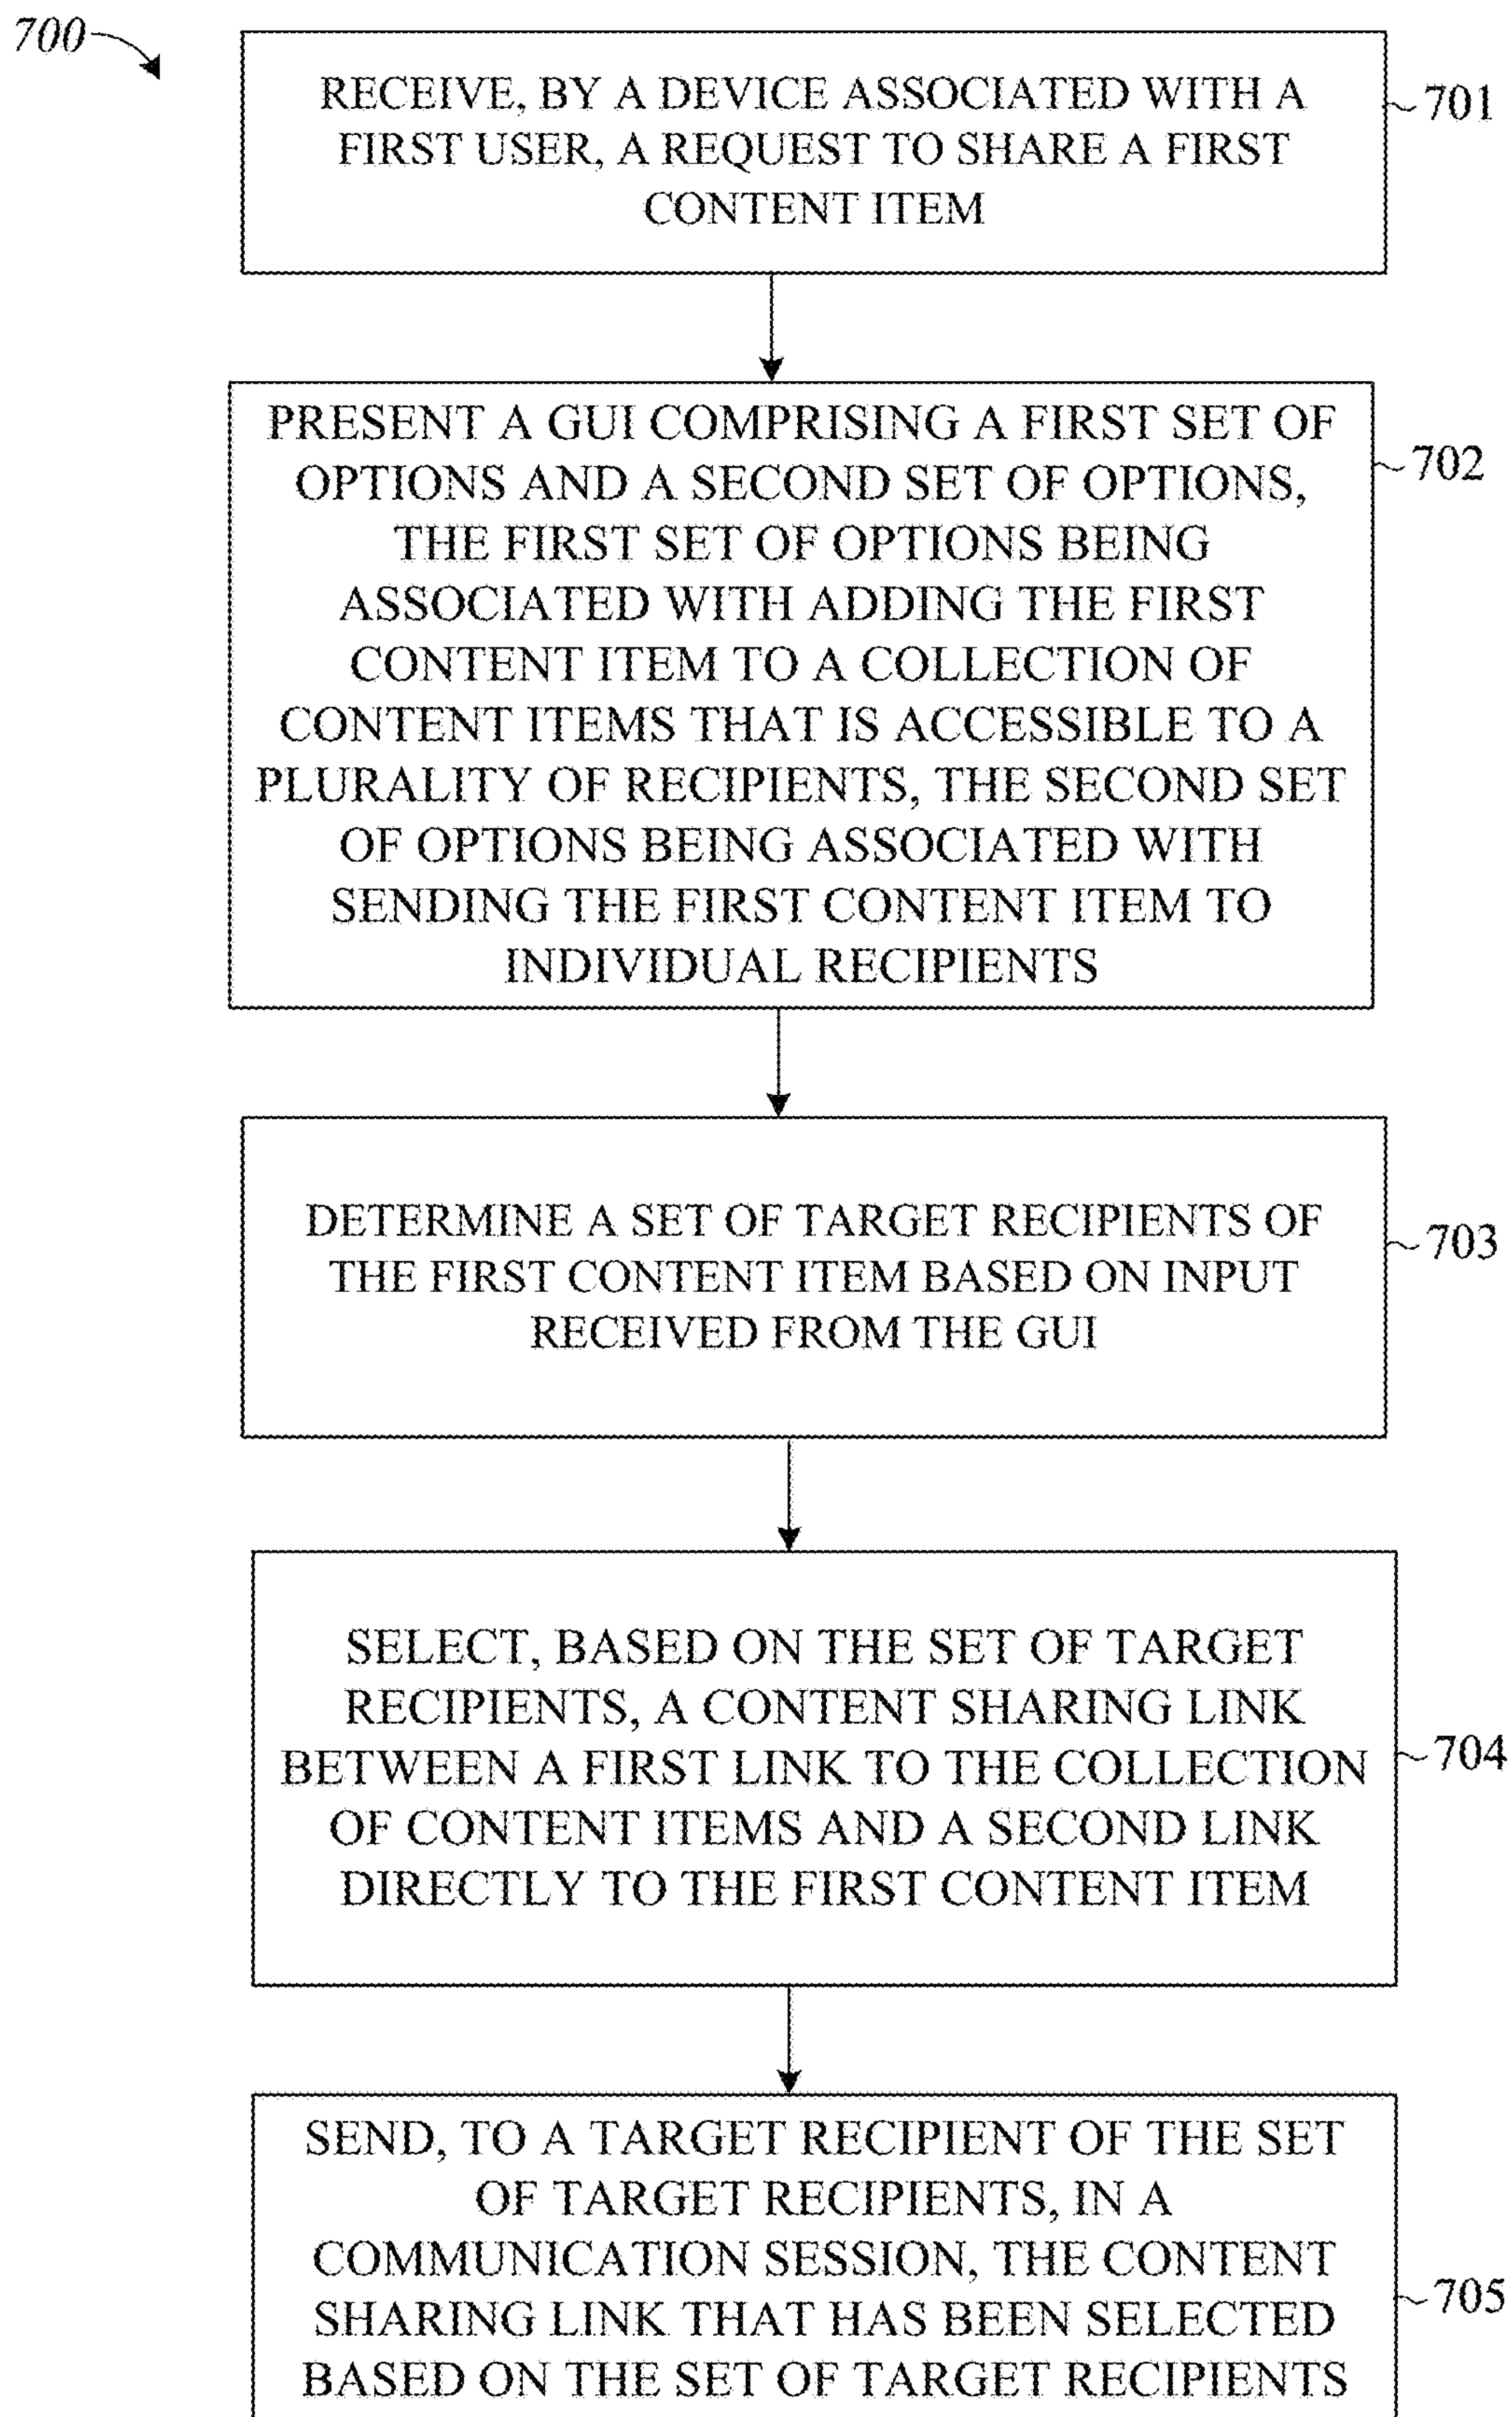 700
RECEIVE, BY A DEVICE ASSOCIATED WITH A
701
FIRST USER, A REQUEST TO SHARE A FIRST
CONTENT ITEM
PRESENT A GUI COMPRISING A FIRST SET OF
702
OPTIONS AND A SECOND SET OF OPTIONS,
THE FIRST SET OF OPTIONS BEING
ASSOCIATED WITH ADDING THE FIRST
CONTENT ITEM TO A COLLECTION OF
CONTENT ITEMS THAT IS ACCESSIBLE TO A
PLURALITY OF RECIPIENTS, THE SECOND SET
OF OPTIONS BEING ASSOCIATED WITH
SENDING THE FIRST CONTENT ITEM TO
INDIVIDUAL RECIPIENTS
DETERMINE A SET OF TARGET RECIPIENTS OF
703
THE FIRST CONTENT ITEM BASED ON INPUT
RECEIVED FROM THE GUI
SELECT, BASED ON THE SET OF TARGET
RECIPIENTS, A CONTENT SHARING LINK
BETWEEN A FIRST LINK TO THE COLLECTION
704
OF CONTENT ITEMS AND A SECOND LINK
DIRECTLY TO THE FIRST CONTENT ITEM
SEND, TO A TARGET RECIPIENT OF THE SET
OF TARGET RECIPIENTS, IN A
COMMUNICATION SESSION, THE CONTENT
705
SHARING LINK THAT HAS BEEN SELECTED
BASED ON THE SET OF TARGET RECIPIENTS